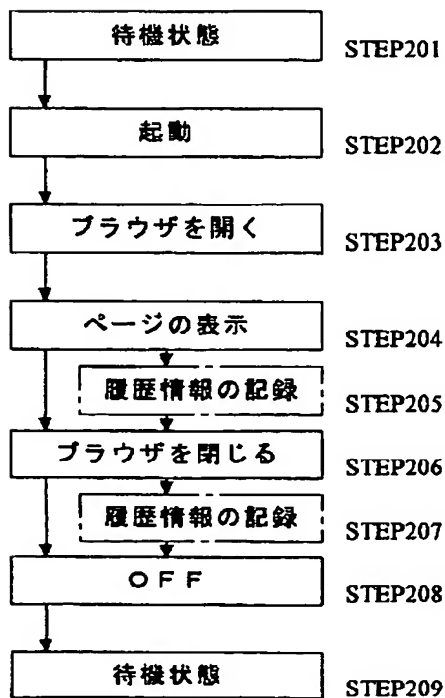 待機状態
STEP201
起動
STEP202
ブラウザを開く
STEP203
ページの表示
STEP204
履歴情報の記録
STEP205
ブラウザを閉じる
STEP206
履歴情報の記録
STEP207
ＯＦＦ
STEP208
待機状態
STEP209